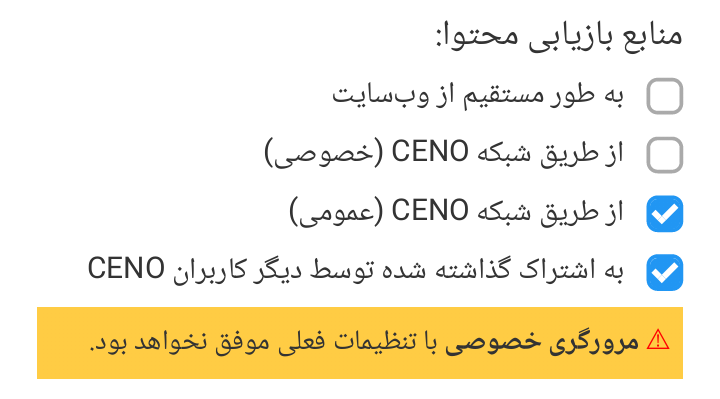 منابع بازیابی محتوا:
به طور مستقیم از وب‌سایت
از طریق شبکه CENO (خصوصی)
از طریق شبکه CENO (عمومی)
به اشتراک گذاشته شده توسط دیگر کاربران CENO
⚠ مرورگری خصوصی با تنظیمات فعلی موفق نخواهد بود.